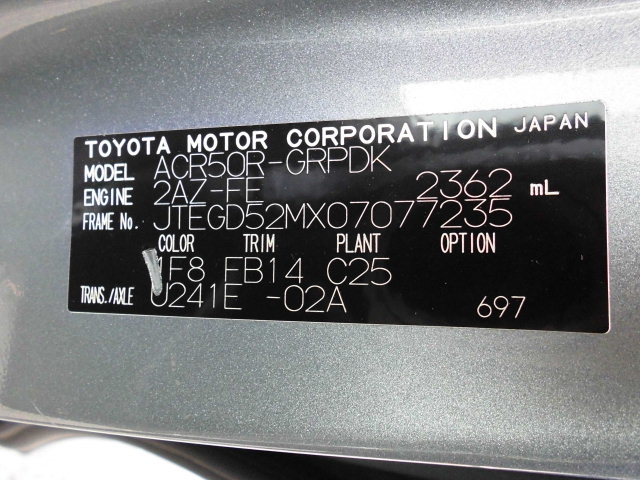 TOYOTA MOTOR CORPORATION JAPAN
MODEL ACR50R-GRPDK
ENGINE 2AZ-FE 2362 mL
FRAME No. JTEGD52MX07077235
COLOR TRIM PLANT OPTION
1F8 FB14 C25
TRANS./AXLE U241E -02A 697